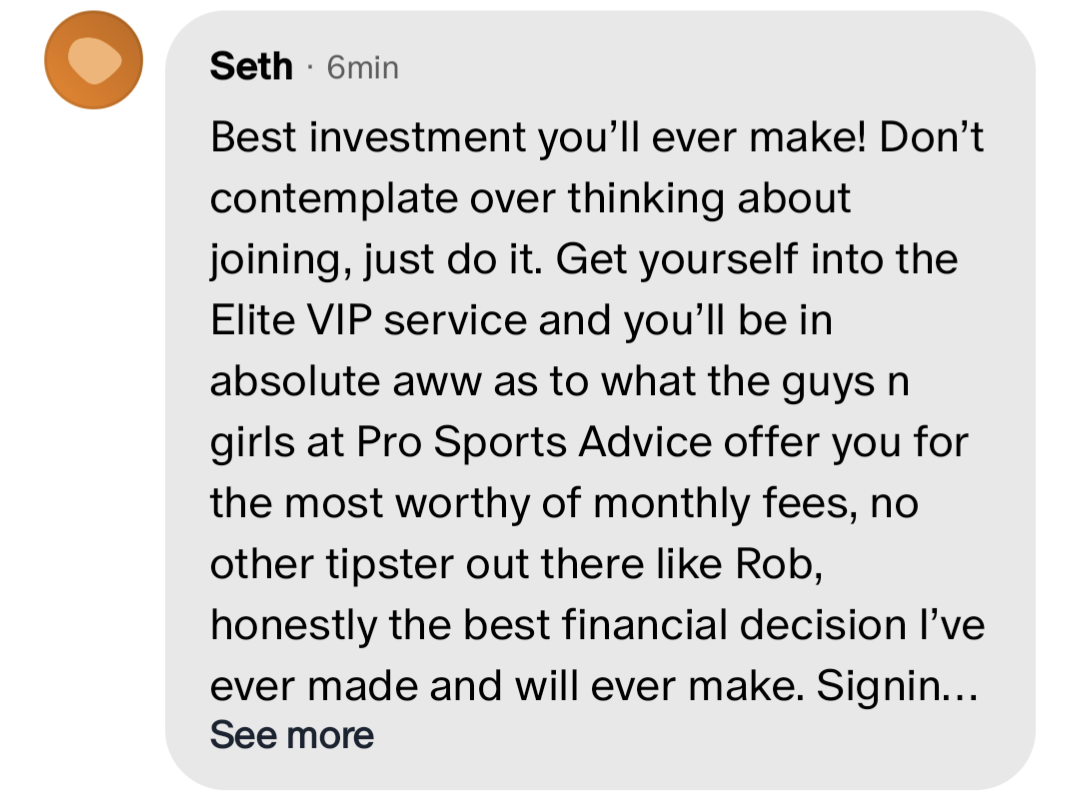 Seth · 6min
Best investment you’ll ever make! Don’t
contemplate over thinking about
joining, just do it. Get yourself into the
Elite VIP service and you’ll be in
absolute aww as to what the guys n
girls at Pro Sports Advice offer you for
the most worthy of monthly fees, no
other tipster out there like Rob,
honestly the best financial decision I’ve
ever made and will ever make. Signin...
See more